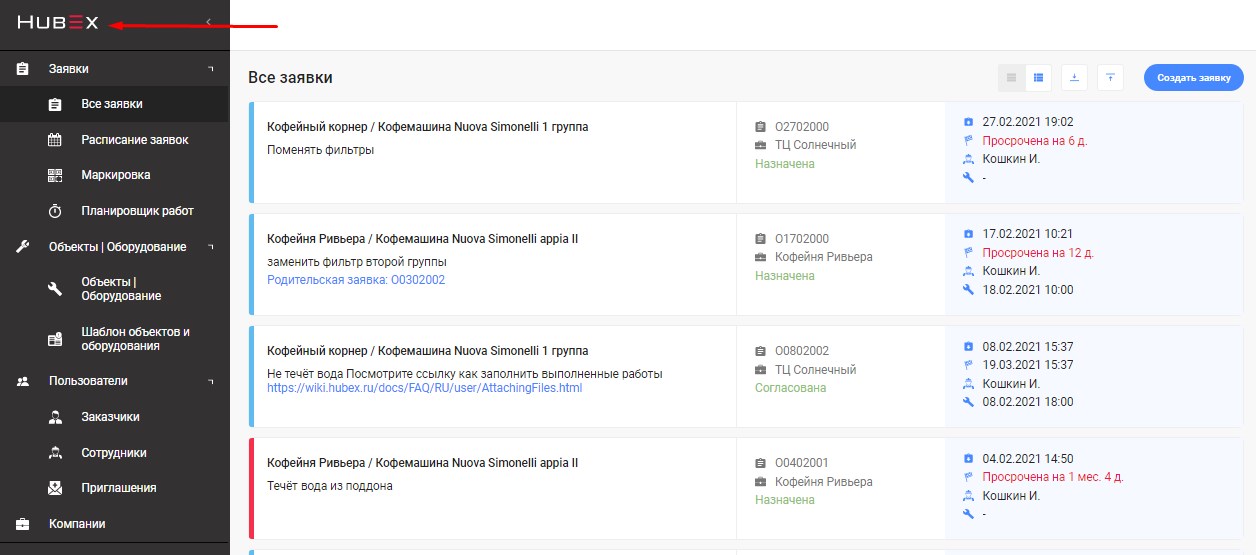 HUBEX
Заявки
Все заявки
Расписание заявок
Маркировка
Планировщик работ
Объекты | Оборудование
Объекты |
Оборудование
Шаблон объектов и
оборудования
Пользователи
Заказчики
Сотрудники
Приглашения
Компании
Все заявки
Создать заявку
Кофейный корнер / Кофемашина Nuova Simonelli 1 группа
Поменять фильтры
O2702000
ТЦ Солнечный
Назначена
27.02.2021 19:02
Просрочена на 6 д.
Кошкин И.
-
Кофейня Ривьера / Кофемашина Nuova Simonelli appia II
заменить фильтр второй группы
Родительская заявка: O0302002
O1702000
Кофейня Ривьера
Назначена
17.02.2021 10:21
Просрочена на 12 д.
Кошкин И.
18.02.2021 10:00
Кофейный корнер / Кофемашина Nuova Simonelli 1 группа
Не течёт вода Посмотрите ссылку как заполнить выполненные работы
https://wiki.hubex.ru/docs/FAQ/RU/user/AttachingFiles.html
O0802002
ТЦ Солнечный
Согласована
08.02.2021 15:37
19.03.2021 15:37
Кошкин И.
08.02.2021 18:00
Кофейня Ривьера / Кофемашина Nuova Simonelli appia II
Течёт вода из поддона
O0402001
Кофейня Ривьера
Назначена
04.02.2021 14:50
Просрочена на 1 мес. 4 д.
Кошкин И.
-